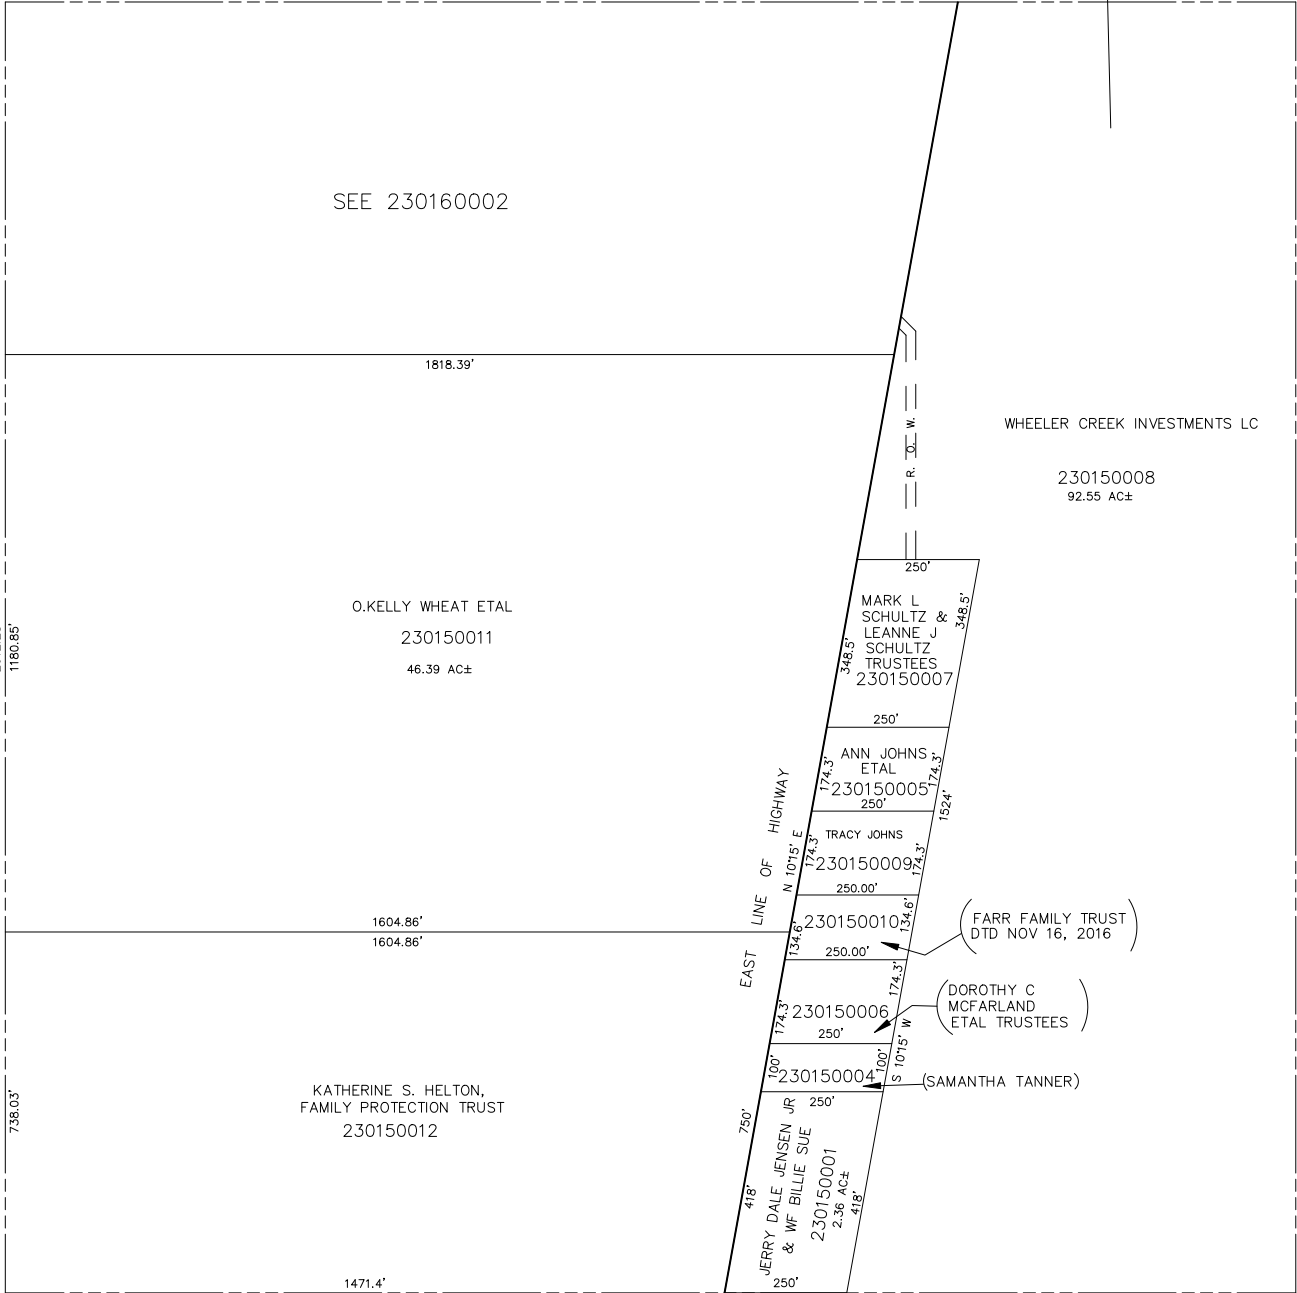 SEE 230160002
1818.39'
R. O. W.
WHEELER CREEK INVESTMENTS LC
230150008
92.55 AC±
O.KELLY WHEAT ETAL
230150011
46.39 AC±
1180.85'
250'
MARK L
SCHULTZ &
LEANNE J
SCHULTZ
TRUSTEES
230150007
348.5'
348.5'
250'
ANN JOHNS
ETAL
230150005
174.3'
174.3'
250'
1524'
TRACY JOHNS
230150009
174.3'
174.3'
250.00'
EAST LINE OF HIGHWAY
N 10°15' E
230150010
134.6'
134.6'
250.00'
FARR FAMILY TRUST
DTD NOV 16, 2016
1604.86'
1604.86'
174.3'
174.3'
230150006
250'
(DOROTHY C
MCFARLAND
ETAL TRUSTEES)
S 10°15' W
100'
100'
230150004
(SAMANTHA TANNER)
250'
KATHERINE S. HELTON,
FAMILY PROTECTION TRUST
230150012
738.03'
750'
418'
JERRY DALE JENSEN JR
& WF BILLIE SUE
230150001
2.36 AC±
418'
1471.4'
250'